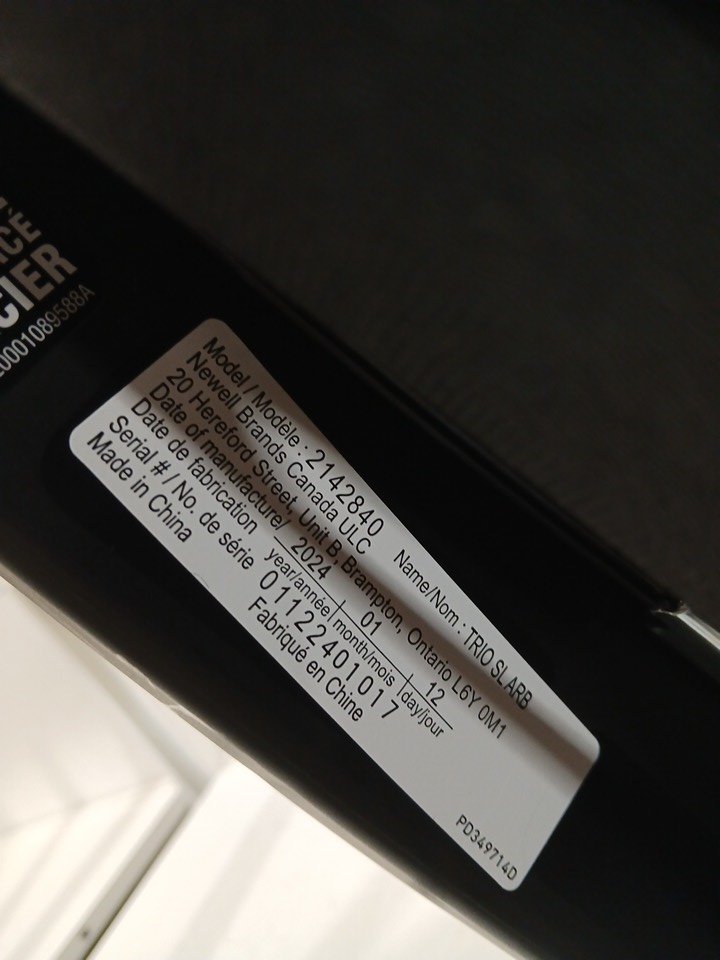 CIER
0001089588A
Model / Modèle : 2142840 Name/Nom : TRIO SLARB
Newell Brands Canada ULC
20 Hereford Street, Unit B, Brampton, Ontario L6Y 0M1
Date of manufacture/ 2024 | 01 | 12
Date de fabrication year/année | month/mois | day/jour
Serial # / No. de série 01122401017
Made in China Fabriqué en Chine
PD349714D